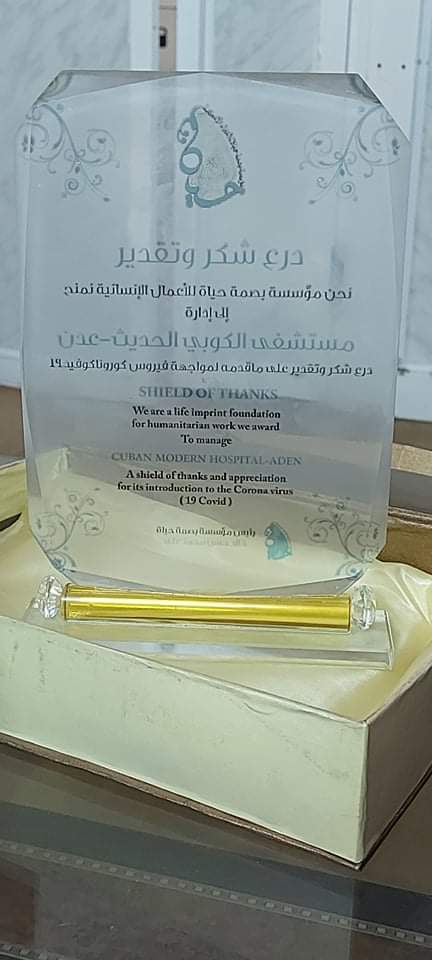 درع شكر وتقدير
نحن مؤسسة بصمة حياة للأعمال الإنسانية نمنح
إلى إدارة
مستشفى الكوبي الحديث-عدن
درع شكر وتقدير على ماقدمه لمواجهة فيروس كوروناكوفيد19
SHIELD OF THANKS
We are a life imprint foundation
for humanitarian work we award
To manage
CUBAN MODERN HOSPITAL-ADEN
A shield of thanks and appreciation
for its introduction to the Corona virus
( 19 Covid )
رئيس مؤسسة بصمة حياة